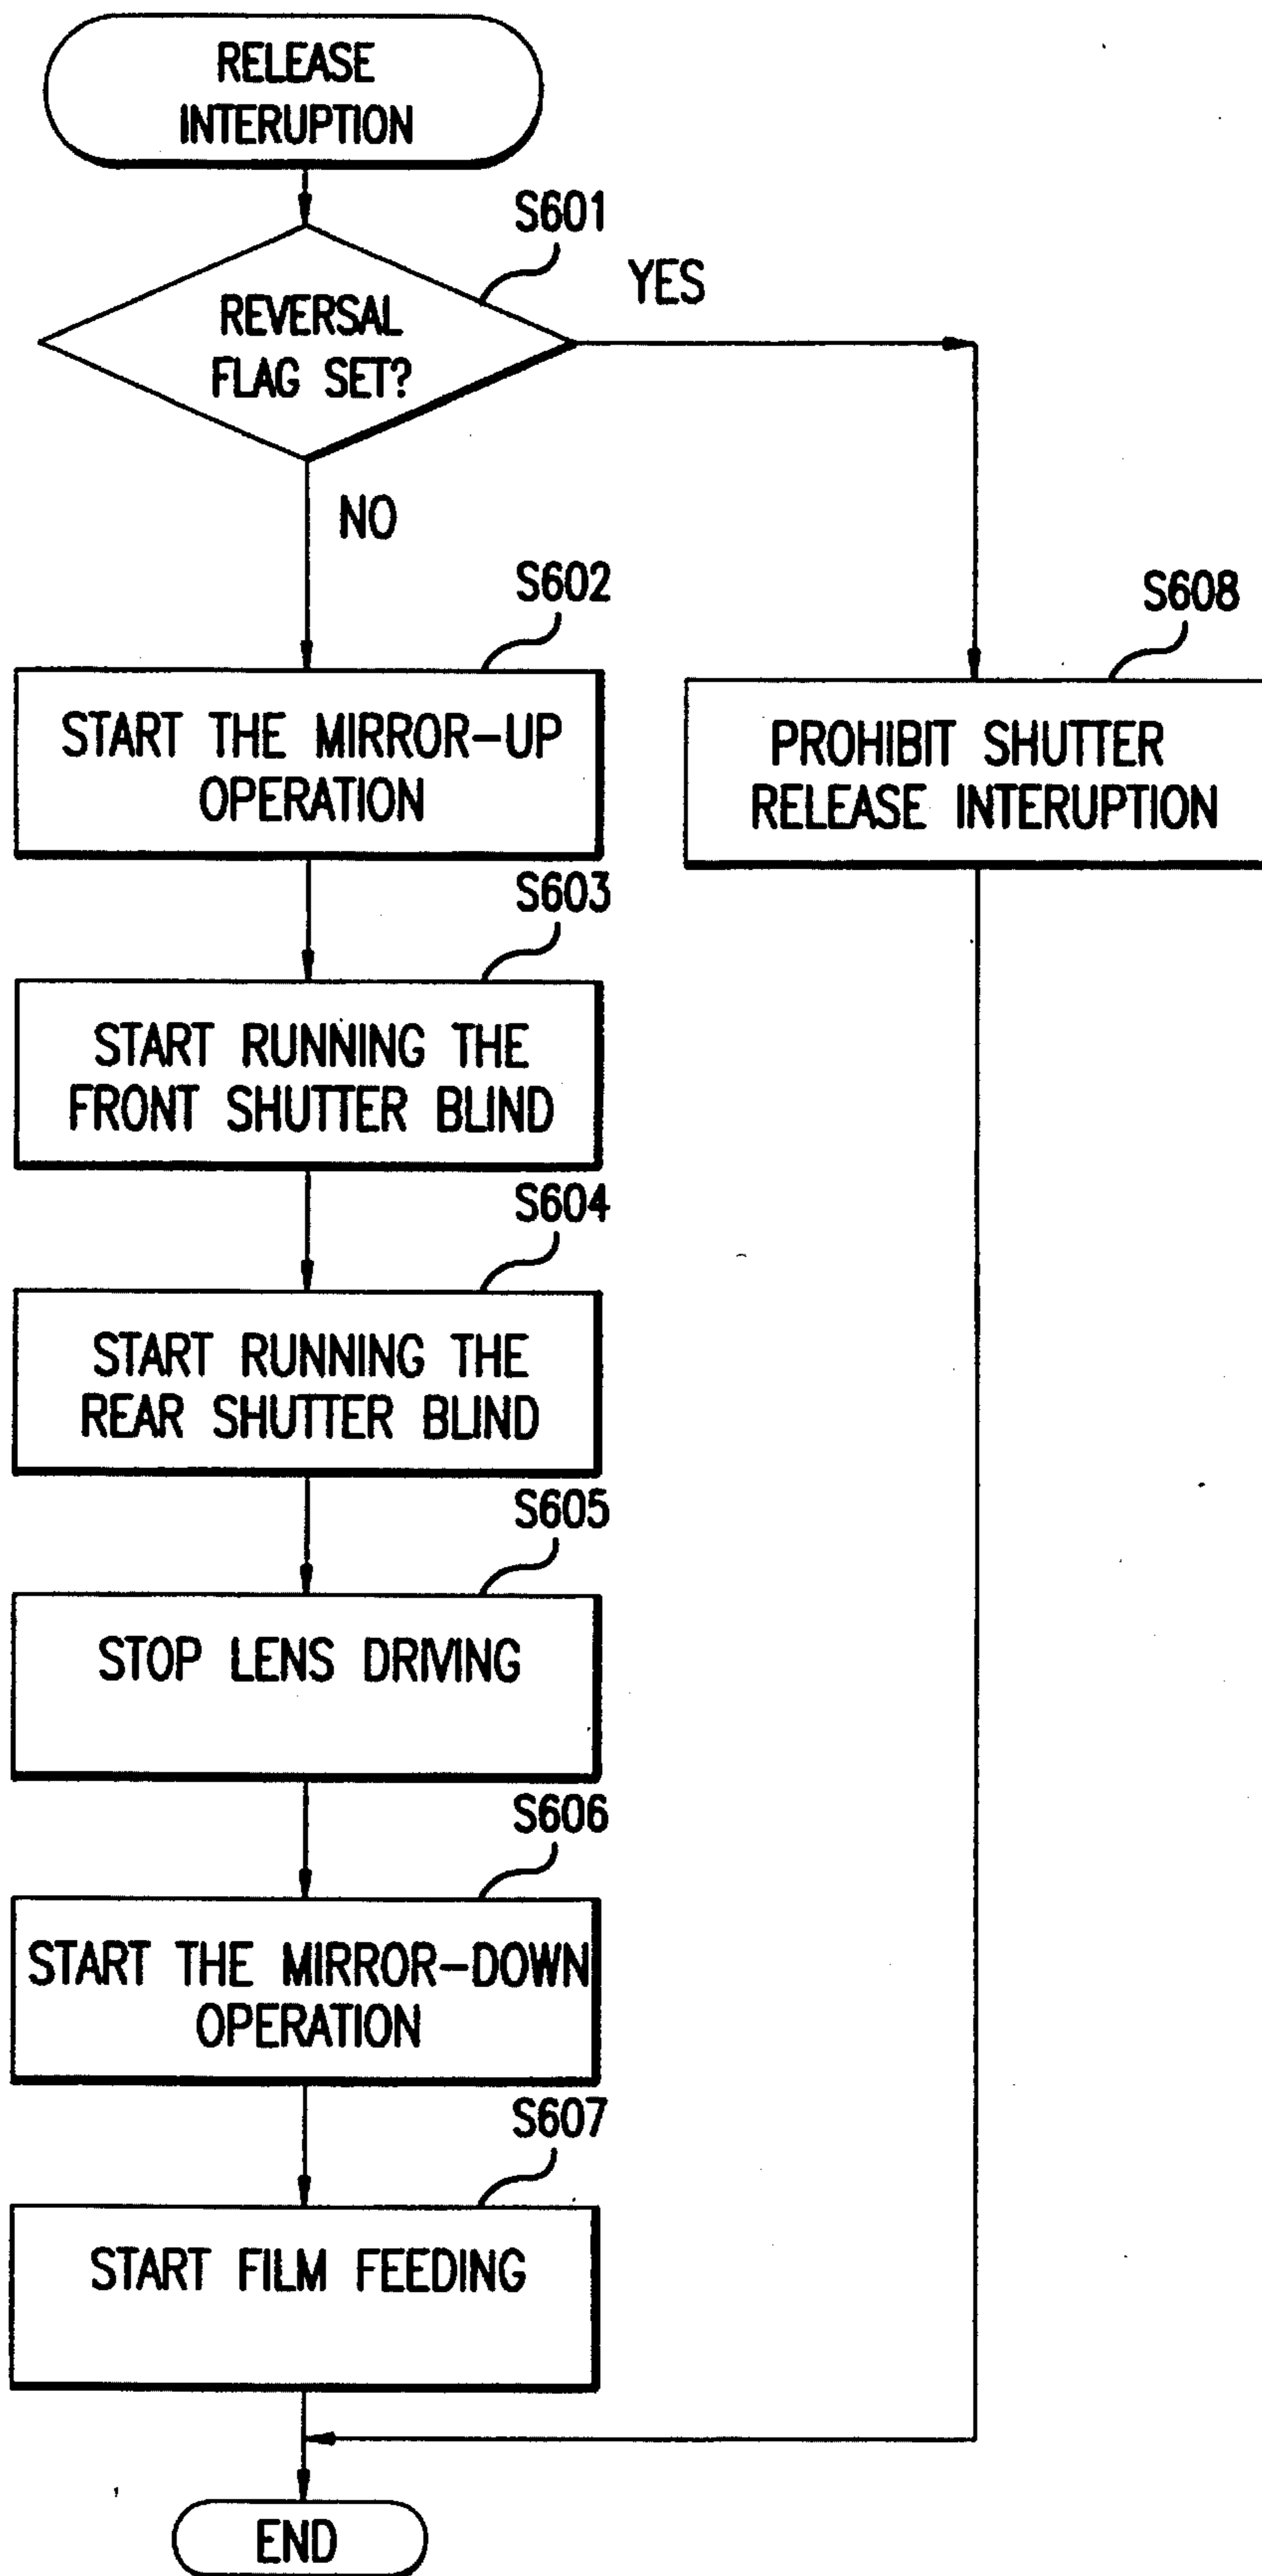 RELEASE
INTERUPTION
S601
YES
REVERSAL
FLAG SET?
NO
S602
S608
START THE MIRROR-UP
OPERATION
PROHIBIT SHUTTER
RELEASE INTERUPTION
S603
START RUNNING THE
FRONT SHUTTER BLIND
S604
START RUNNING THE
REAR SHUTTER BLIND
S605
STOP LENS DRIVING
S606
START THE MIRROR-DOWN
OPERATION
S607
START FILM FEEDING
END